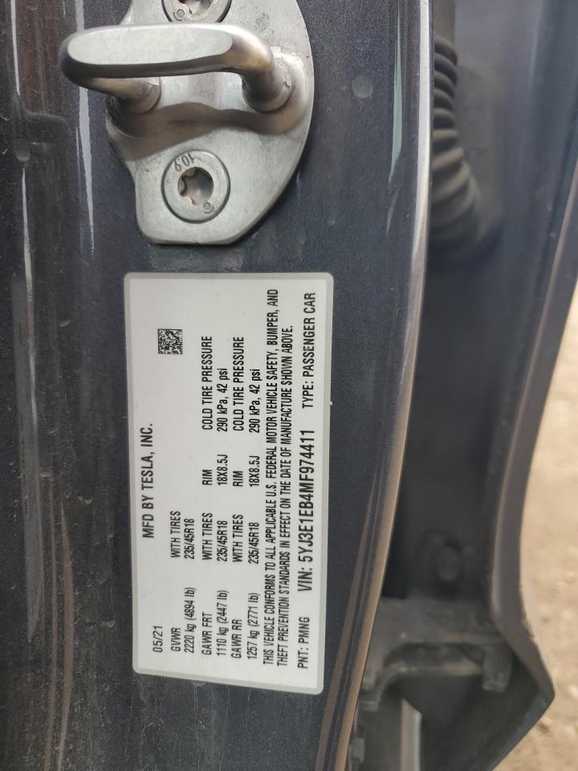 10.9
MFD BY TESLA, INC.
05/21
GVWR WITH TIRES RIM COLD TIRE PRESSURE
2220 kg (4894 lb) 235/45R18 18X8.5J 290 kPa, 42 psi
GAWR FRT WITH TIRES RIM COLD TIRE PRESSURE
1110 kg (2447 lb) 235/45R18 18X8.5J 290 kPa, 42 psi
GAWR RR
1257 kg (2771 lb) 235/45R18
THIS VEHICLE CONFORMS TO ALL APPLICABLE U.S. FEDERAL MOTOR VEHICLE SAFETY, BUMPER, AND
THEFT PREVENTION STANDARDS IN EFFECT ON THE DATE OF MANUFACTURE SHOWN ABOVE.
VIN: 5YJ3E1EB4MF974411 TYPE: PASSENGER CAR
PNT: PMNG